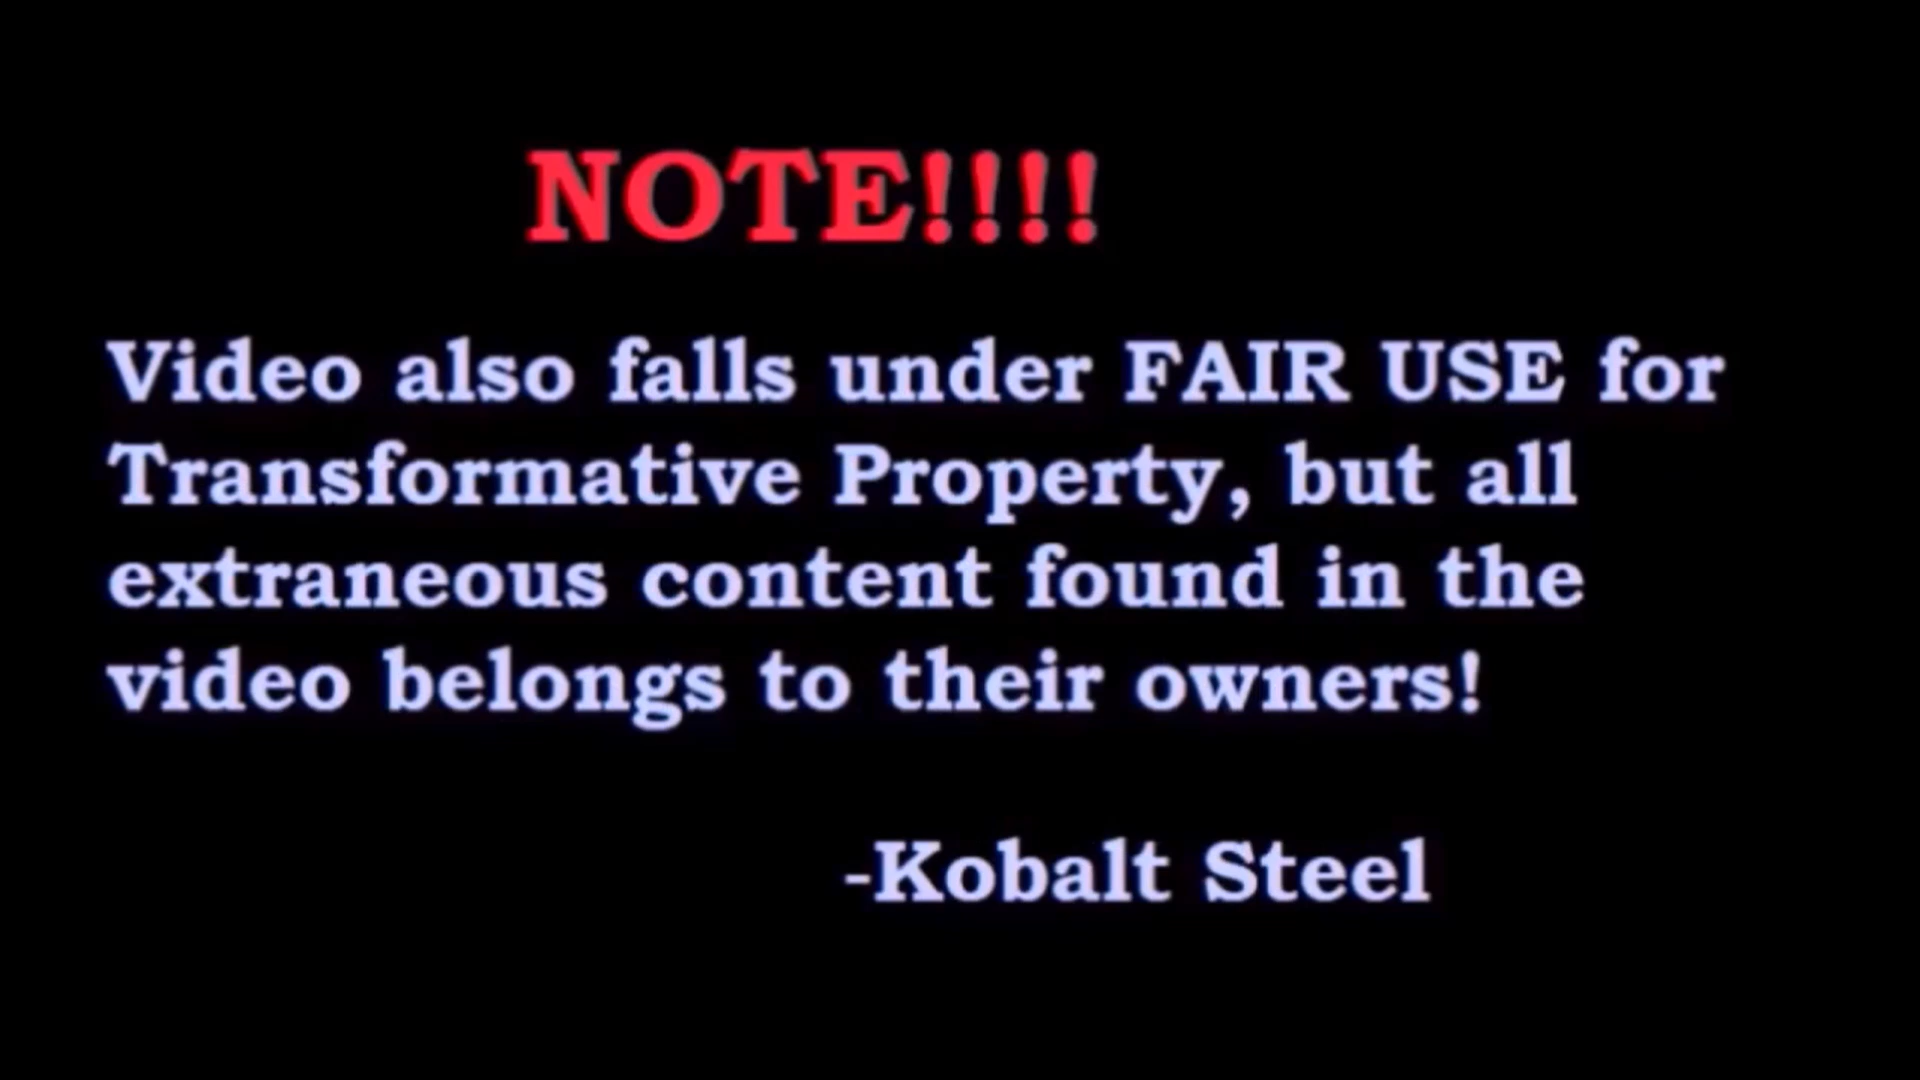 NOTE!!!!
Video also falls under FAIR USE for
Transformative Property, but all
extraneous content found in the
video belongs to their owners!
-Kobalt Steel